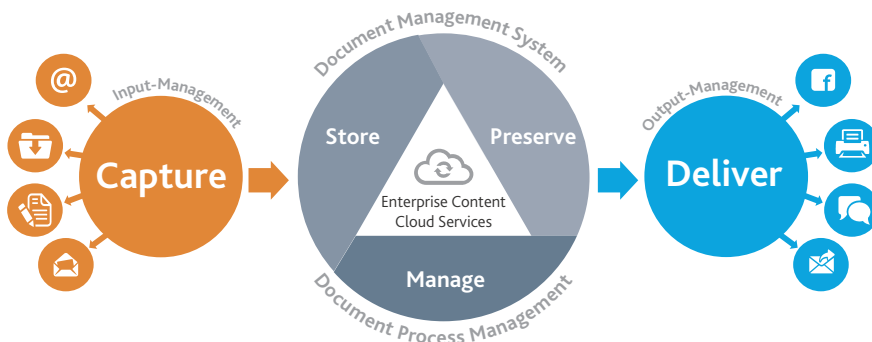 @
Input-Management
Capture
Document Management System
Store
Preserve
Enterprise Content
Cloud Services
Manage
Document Process Management
Output-Management
Deliver
f